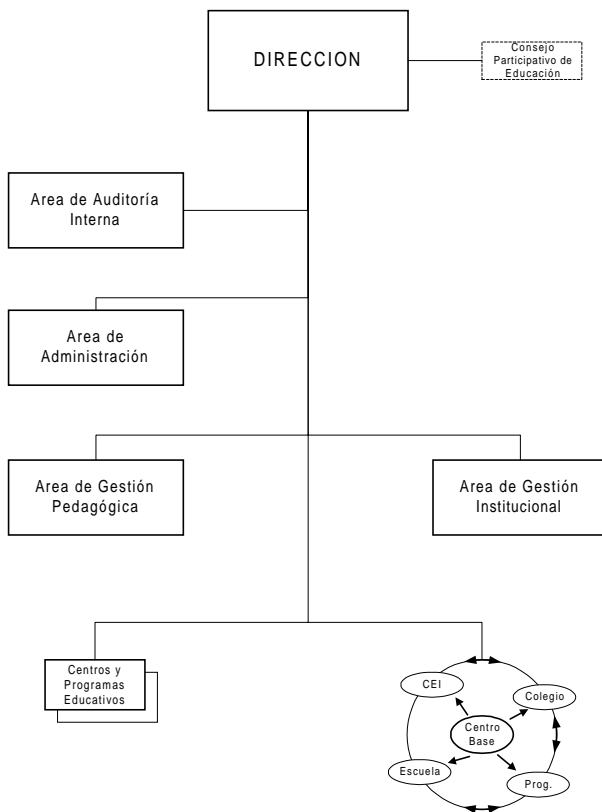 DIRECCION
Consejo
Participativo de
Educación
Area de Auditoría
Interna
Area de
Administración
Area de Gestión
Pedagógica
Area de Gestión
Institucional
Centros y
Programas
Educativos
CEI
Colegio
Centro
Base
Escuela
Prog.